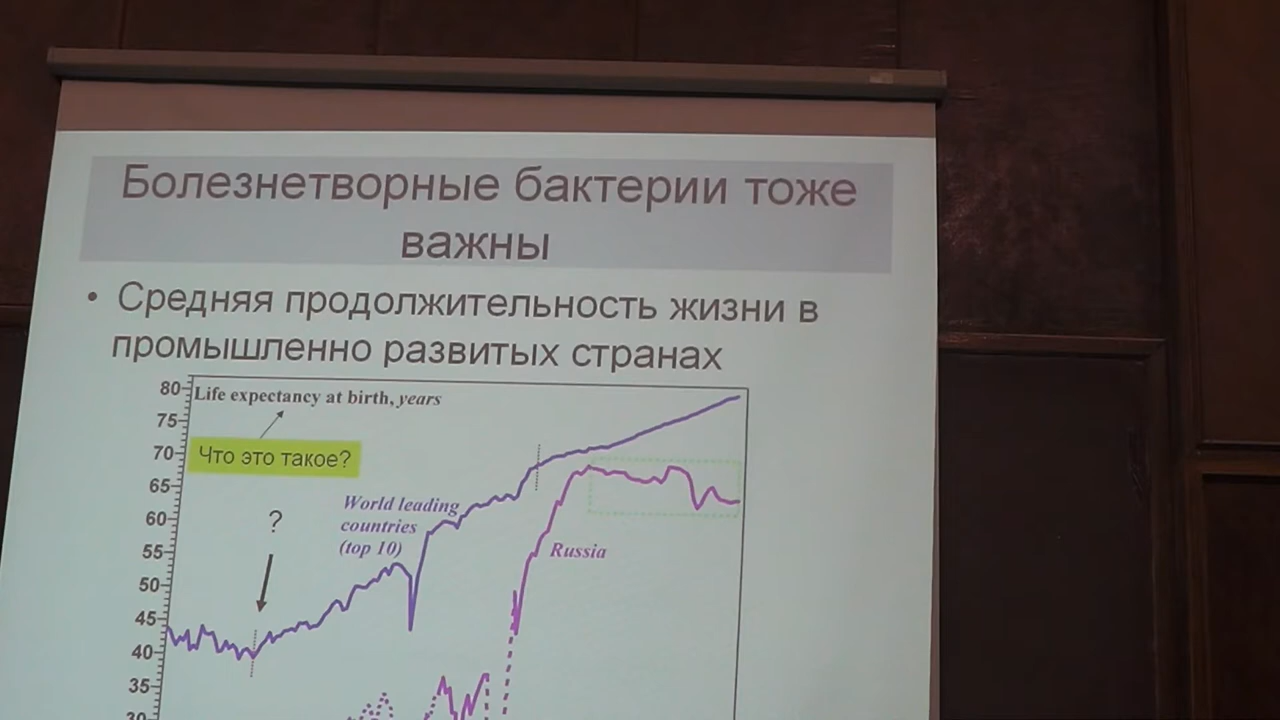 Болезнетворные бактерии тоже
важны
• Средняя продолжительность жизни в
промышленно развитых странах
80
Life expectancy at birth, years
75
Что это такое?
70
65
World leading
countries
(top 10)
?
60
Russia
55
50
45
40
35
30